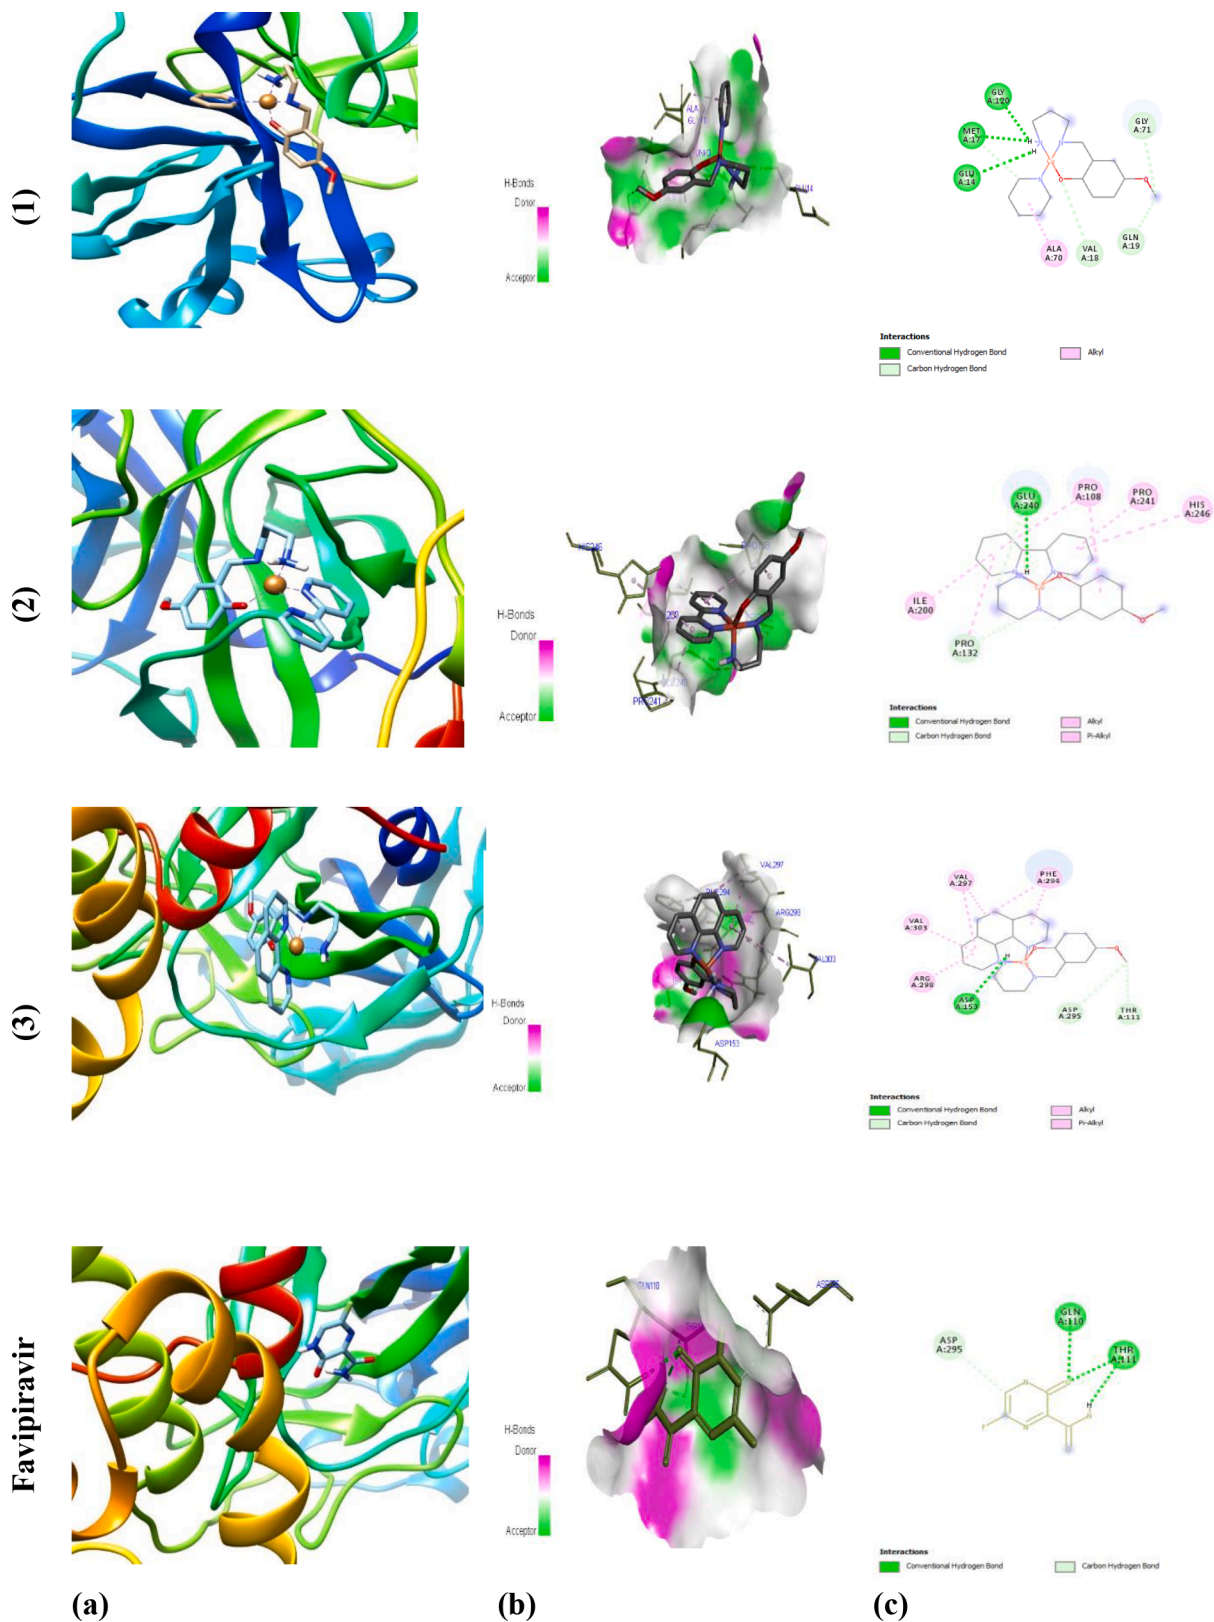 (1)
H-Bonds
Donor
Acceptor
GLY
A:120
MET
A:17
GLU
A:14
GLY
A:71
ALA
A:70
VAL
A:18
GLN
A:19
Interactions
Conventional Hydrogen Bond
Carbon Hydrogen Bond
Alkyl
(2)
H-Bonds
Donor
Acceptor
HIS246
PRO241
GLU
A:240
PRO
A:108
PRO
A:241
HIS
A:246
ILE
A:200
PRO
A:132
H
O
Interactions
Conventional Hydrogen Bond
Carbon Hydrogen Bond
Alkyl
Pi-Alkyl
(3)
H-Bonds
Donor
Acceptor
VAL297
ARG298
ASP153
VAL
A:297
PHE
A:294
VAL
A:303
ARG
A:298
ASP
A:153
ASP
A:295
THR
A:111
Interactions
Conventional Hydrogen Bond
Carbon Hydrogen Bond
Alkyl
Pi-Alkyl
Favipiravir
H-Bonds
Donor
Acceptor
GLN110
GLN
A:110
THR
A:111
ASP
A:295
H
F
Interactions
Conventional Hydrogen Bond
Carbon Hydrogen Bond
(a)
(b)
(c)